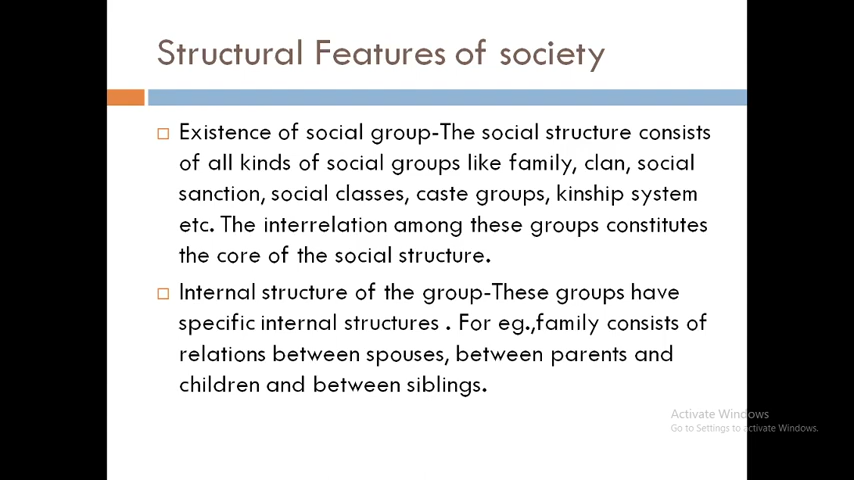 Structural Features of society
Existence of social group-The social structure consists
of all kinds of social groups like family, clan, social
sanction, social classes, caste groups, kinship system
etc. The interrelation among these groups constitutes
the core of the social structure.
Internal structure of the group-These groups have
specific internal structures . For eg.,family consists of
relations between spouses, between parents and
children and between siblings.
Activate Windows
Go to Settings to activate Windows.